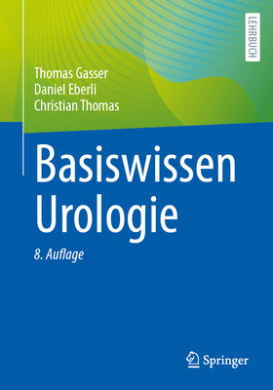 LEHRBUCH
Thomas Gasser
Daniel Eberli
Christian Thomas
Basiswissen
Urologie
8. Auflage
Springer